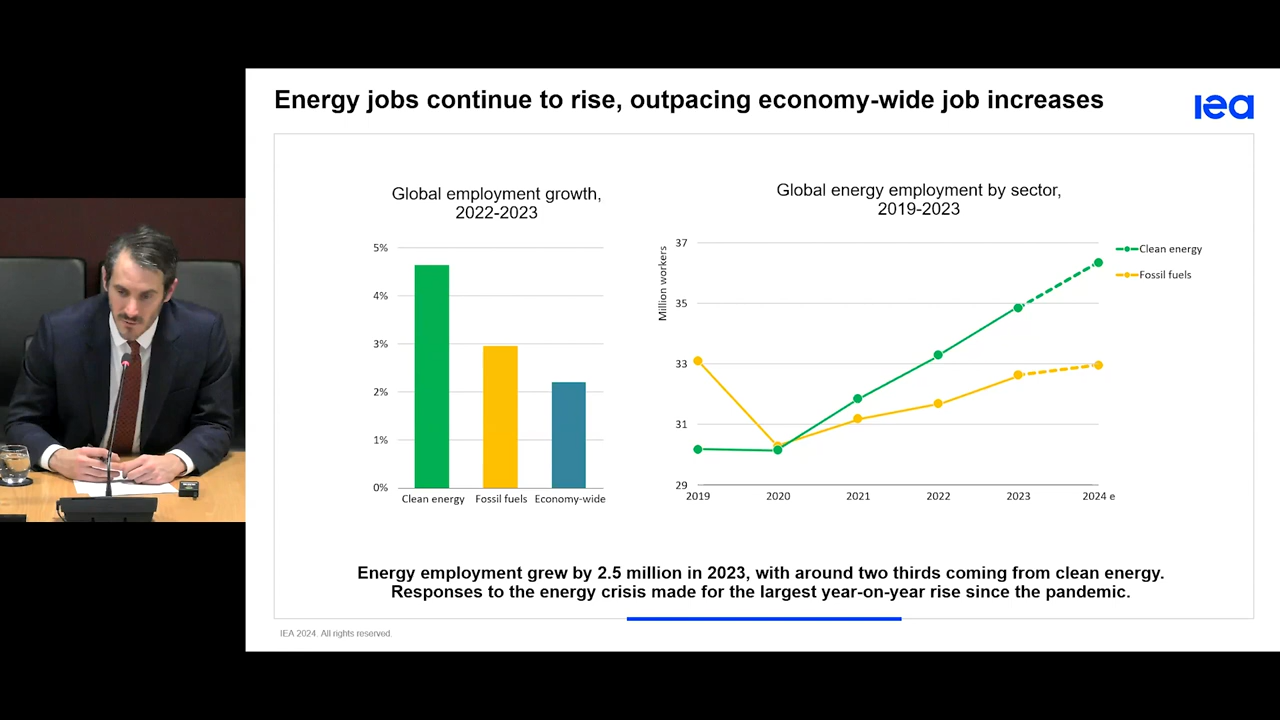 Energy jobs continue to rise, outpacing economy-wide job increases
iea
Global employment growth,
2022-2023
5%
4%
3%
2%
1%
0%
Clean energy
Fossil fuels
Economy-wide
Global energy employment by sector,
2019-2023
Million workers
37
35
33
31
29
2019
2020
2021
2022
2023
2024 e
Clean energy
Fossil fuels
Energy employment grew by 2.5 million in 2023, with around two thirds coming from clean energy.
Responses to the energy crisis made for the largest year-on-year rise since the pandemic.
IEA 2024. All rights reserved.